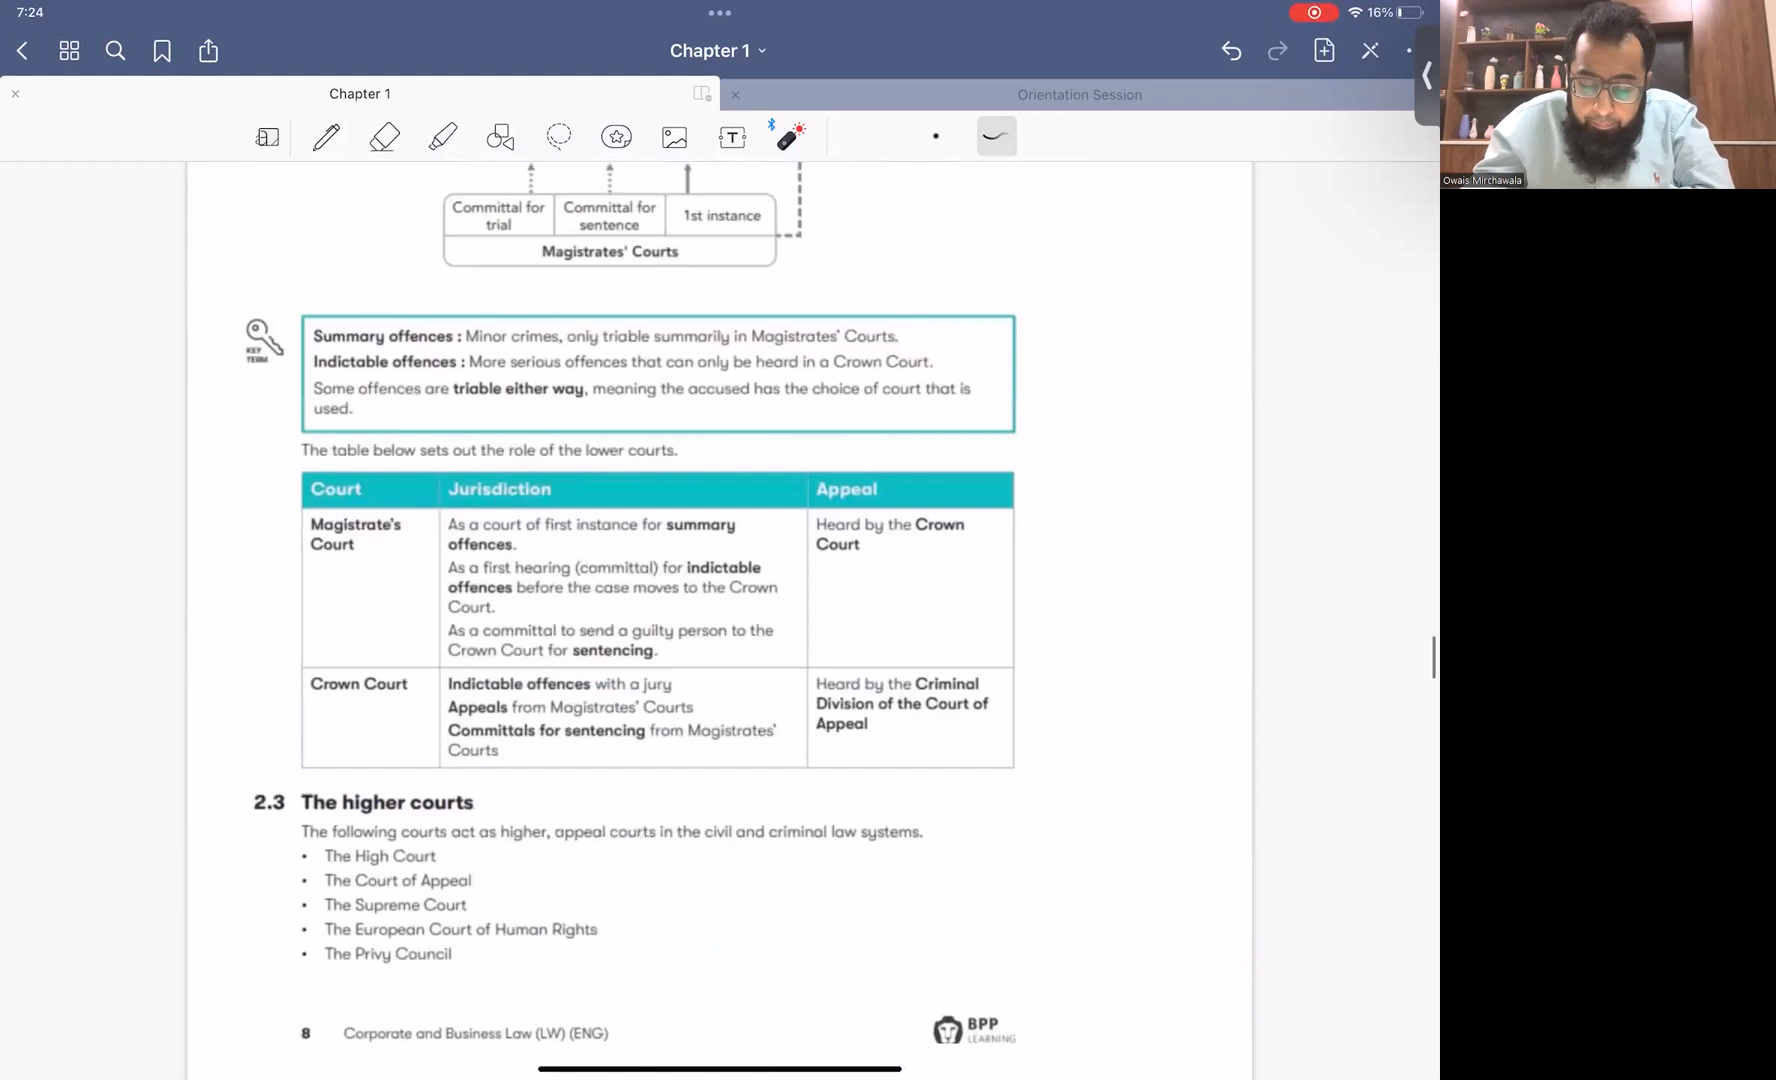 7:24
16%
Chapter 1
Chapter 1
Orientation Session
T
Owais Mirchawala
Committal for trial
Committal for sentence
1st instance
Magistrates' Courts
KEY TERM
Summary offences : Minor crimes, only triable summarily in Magistrates' Courts.
Indictable offences : More serious offences that can only be heard in a Crown Court.
Some offences are triable either way, meaning the accused has the choice of court that is
used.
The table below sets out the role of the lower courts.
Court Jurisdiction Appeal
Magistrate's Court
As a court of first instance for summary
offences.
As a first hearing (committal) for indictable
offences before the case moves to the Crown
Court.
As a committal to send a guilty person to the
Crown Court for sentencing.
Heard by the Crown
Court
Crown Court
Indictable offences with a jury
Appeals from Magistrates' Courts
Committals for sentencing from Magistrates'
Courts
Heard by the Criminal
Division of the Court of
Appeal
2.3 The higher courts
The following courts act as higher, appeal courts in the civil and criminal law systems.
• The High Court
• The Court of Appeal
• The Supreme Court
• The European Court of Human Rights
• The Privy Council
8 Corporate and Business Law (LW) (ENG)
BPP
LEARNING